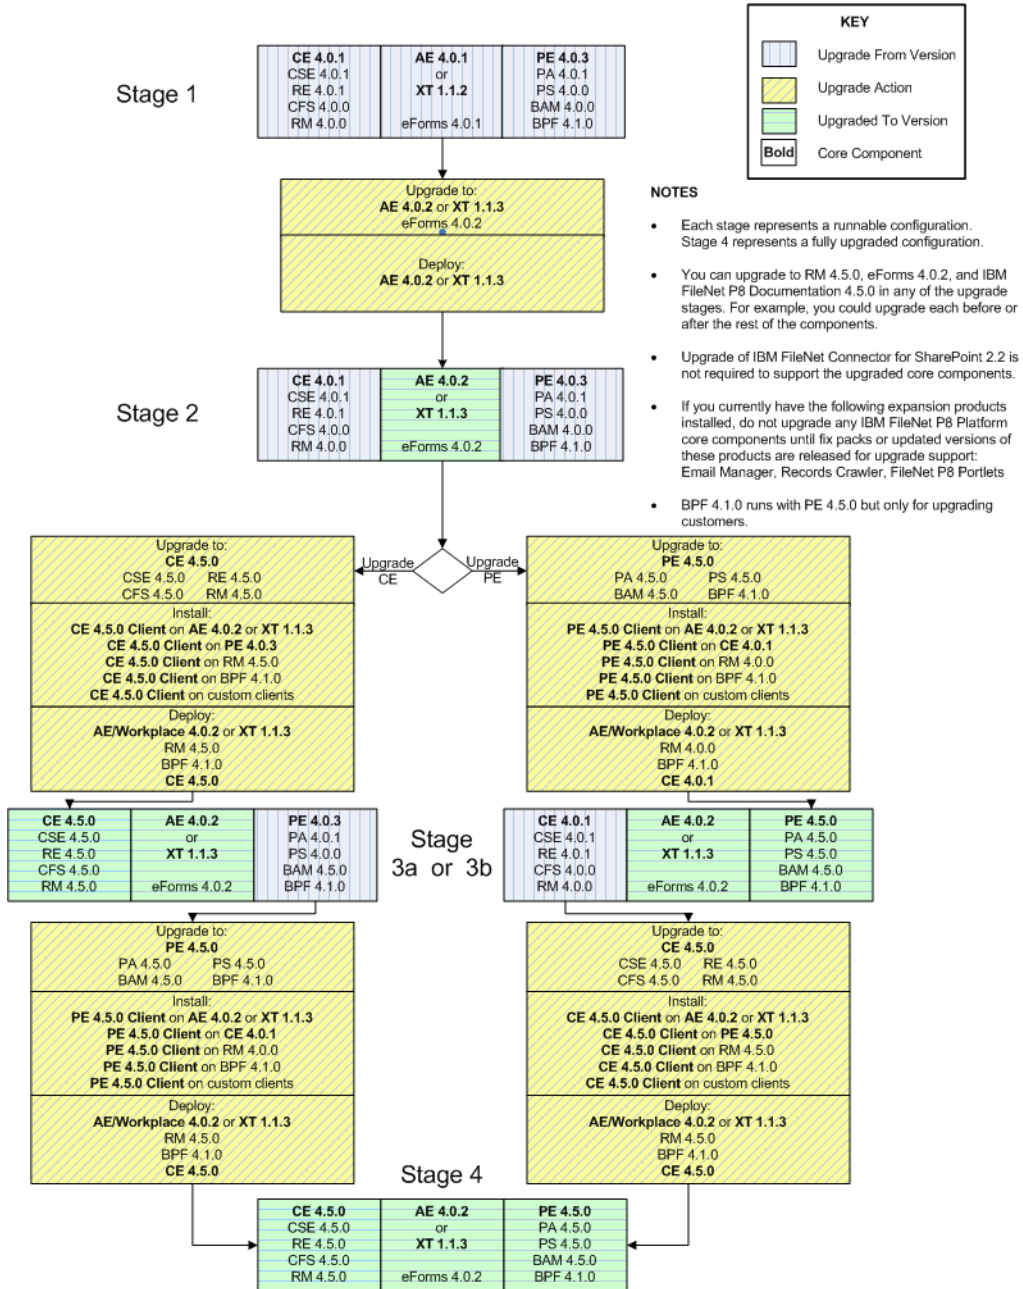 KEY
Upgrade From Version
Upgrade Action
Upgraded To Version
Bold Core Component
Stage 1
CE 4.0.1
CSE 4.0.1
RE 4.0.1
CFS 4.0.0
RM 4.0.0
AE 4.0.1
or
XT 1.1.2
eForms 4.0.1
PE 4.0.3
PA 4.0.1
PS 4.0.0
BAM 4.0.0
BPF 4.1.0
Upgrade to:
AE 4.0.2 or XT 1.1.3
eForms 4.0.2
Deploy:
AE 4.0.2 or XT 1.1.3
NOTES
• Each stage represents a runnable configuration.
Stage 4 represents a fully upgraded configuration.
• You can upgrade to RM 4.5.0, eForms 4.0.2, and IBM
FileNet P8 Documentation 4.5.0 in any of the upgrade
stages. For example, you could upgrade each before or
after the rest of the components.
• Upgrade of IBM FileNet Connector for SharePoint 2.2 is
not required to support the upgraded core components.
• If you currently have the following expansion products
installed, do not upgrade any IBM FileNet P8 Platform
core components until fix packs or updated versions of
these products are released for upgrade support:
Email Manager, Records Crawler, FileNet P8 Portlets
• BPF 4.1.0 runs with PE 4.5.0 but only for upgrading
customers.
Stage 2
CE 4.0.1
CSE 4.0.1
RE 4.0.1
CFS 4.0.0
RM 4.0.0
AE 4.0.2
or
XT 1.1.3
eForms 4.0.2
PE 4.0.3
PA 4.0.1
PS 4.0.0
BAM 4.0.0
BPF 4.1.0
Upgrade
CE
Upgrade
PE
Upgrade to:
CE 4.5.0
CSE 4.5.0 RE 4.5.0
CFS 4.5.0 RM 4.5.0
Install:
CE 4.5.0 Client on AE 4.0.2 or XT 1.1.3
CE 4.5.0 Client on PE 4.0.3
CE 4.5.0 Client on RM 4.5.0
CE 4.5.0 Client on BPF 4.1.0
CE 4.5.0 Client on custom clients
Deploy:
AE/Workplace 4.0.2 or XT 1.1.3
RM 4.5.0
BPF 4.1.0
CE 4.5.0
Upgrade to:
PE 4.5.0
PA 4.5.0 PS 4.5.0
BAM 4.5.0 BPF 4.1.0
Install:
PE 4.5.0 Client on AE 4.0.2 or XT 1.1.3
PE 4.5.0 Client on CE 4.0.1
PE 4.5.0 Client on RM 4.0.0
PE 4.5.0 Client on BPF 4.1.0
PE 4.5.0 Client on custom clients
Deploy:
AE/Workplace 4.0.2 or XT 1.1.3
RM 4.0.0
BPF 4.1.0
CE 4.0.1
CE 4.5.0
CSE 4.5.0
RE 4.5.0
CFS 4.5.0
RM 4.5.0
AE 4.0.2
or
XT 1.1.3
eForms 4.0.2
PE 4.0.3
PA 4.0.1
PS 4.0.0
BAM 4.5.0
BPF 4.1.0
Stage
3a or 3b
CE 4.0.1
CSE 4.0.1
RE 4.0.1
CFS 4.0.0
RM 4.0.0
AE 4.0.2
or
XT 1.1.3
eForms 4.0.2
PE 4.5.0
PA 4.5.0
PS 4.5.0
BAM 4.5.0
BPF 4.1.0
Upgrade to:
PE 4.5.0
PA 4.5.0 PS 4.5.0
BAM 4.5.0 BPF 4.1.0
Install:
PE 4.5.0 Client on AE 4.0.2 or XT 1.1.3
PE 4.5.0 Client on CE 4.0.1
PE 4.5.0 Client on RM 4.0.0
PE 4.5.0 Client on BPF 4.1.0
PE 4.5.0 Client on custom clients
Deploy:
AE/Workplace 4.0.2 or XT 1.1.3
RM 4.5.0
BPF 4.1.0
CE 4.5.0
Upgrade to:
CE 4.5.0
CSE 4.5.0 RE 4.5.0
CFS 4.5.0 RM 4.5.0
Install:
CE 4.5.0 Client on AE 4.0.2 or XT 1.1.3
CE 4.5.0 Client on PE 4.5.0
CE 4.5.0 Client on RM 4.5.0
CE 4.5.0 Client on BPF 4.1.0
CE 4.5.0 Client on custom clients
Deploy:
AE/Workplace 4.0.2 or XT 1.1.3
RM 4.5.0
BPF 4.1.0
CE 4.5.0
Stage 4
CE 4.5.0
CSE 4.5.0
RE 4.5.0
CFS 4.5.0
RM 4.5.0
AE 4.0.2
or
XT 1.1.3
eForms 4.0.2
PE 4.5.0
PA 4.5.0
PS 4.5.0
BAM 4.5.0
BPF 4.1.0